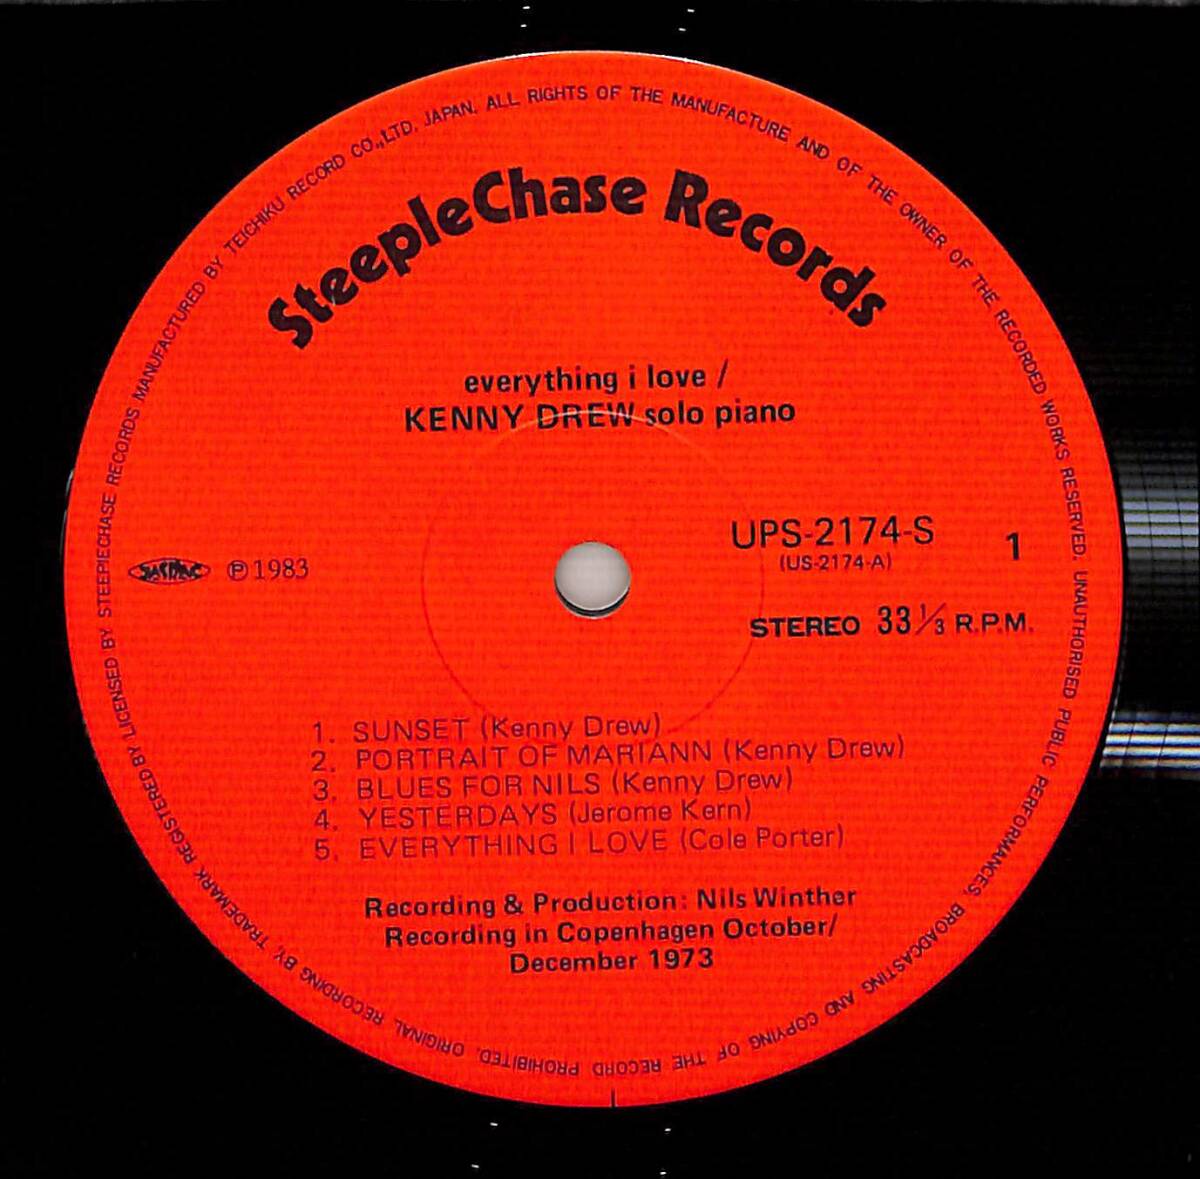 SteepleChase Records
everything i love /
KENNY DREW solo piano
UPS-2174-S
(US-2174-A)
1
℗1983
STEREO 33 1/3 R.P.M.
1. SUNSET (Kenny Drew)
2. PORTRAIT OF MARIANN (Kenny Drew)
3. BLUES FOR NILS (Kenny Drew)
4. YESTERDAYS (Jerome Kern)
5. EVERYTHING I LOVE (Cole Porter)
Recording & Production: Nils Winther
Recording in Copenhagen October/
December 1973
ORIGINAL RECORDING BY, TRADEMARK REGISTERED BY LICENSED BY STEEPLECHASE RECORDS MANUFACTURED BY TEICHIKU RECORD CO.,LTD. JAPAN. ALL RIGHTS OF THE MANUFACTURE AND OF THE OWNER OF THE RECORDED WORKS RESERVED. UNAUTHORISED PUBLIC PERFORMANCES, BROADCASTING AND COPYING OF THE RECORD PROHIBITED.